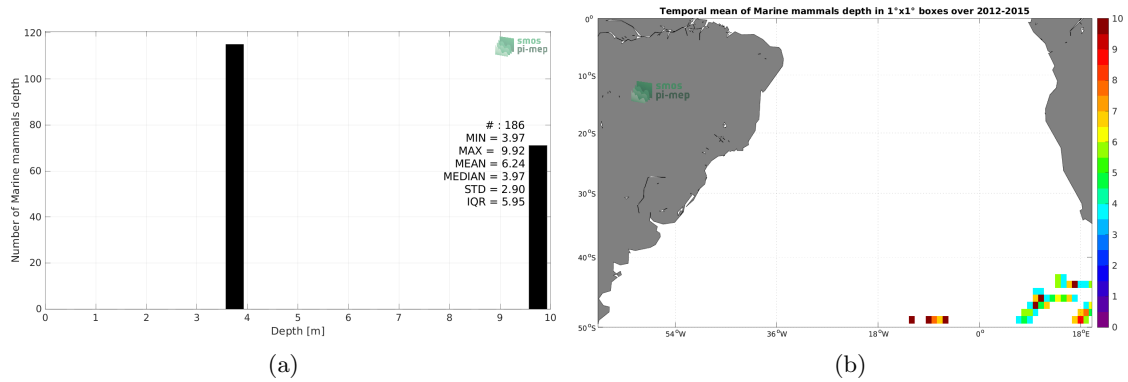 120
100
80
60
40
20
0
0 1 2 3 4 5 6 7 8 9 10
Number of Marine mammals depth
Depth [m]
smos
pi-mep
# : 186
MIN = 3.97
MAX = 9.92
MEAN = 6.24
MEDIAN = 3.97
STD = 2.90
IQR = 5.95
(a)
Temporal mean of Marine mammals depth in 1°x1° boxes over 2012-2015
0°
10°S
20°S
30°S
40°S
50°S
54°W 36°W 18°W 0° 18°E
smos
pi-mep
10
9
8
7
6
5
4
3
2
1
0
(b)